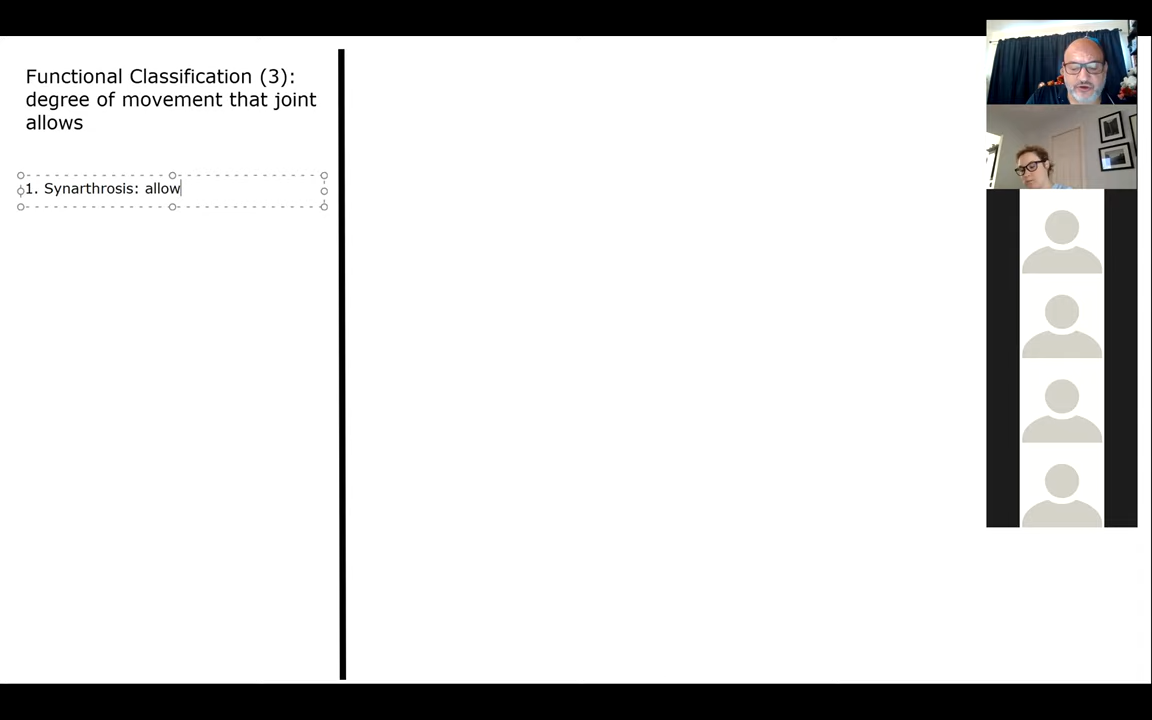 Functional Classification (3):
degree of movement that joint
allows
1. Synarthrosis: allow